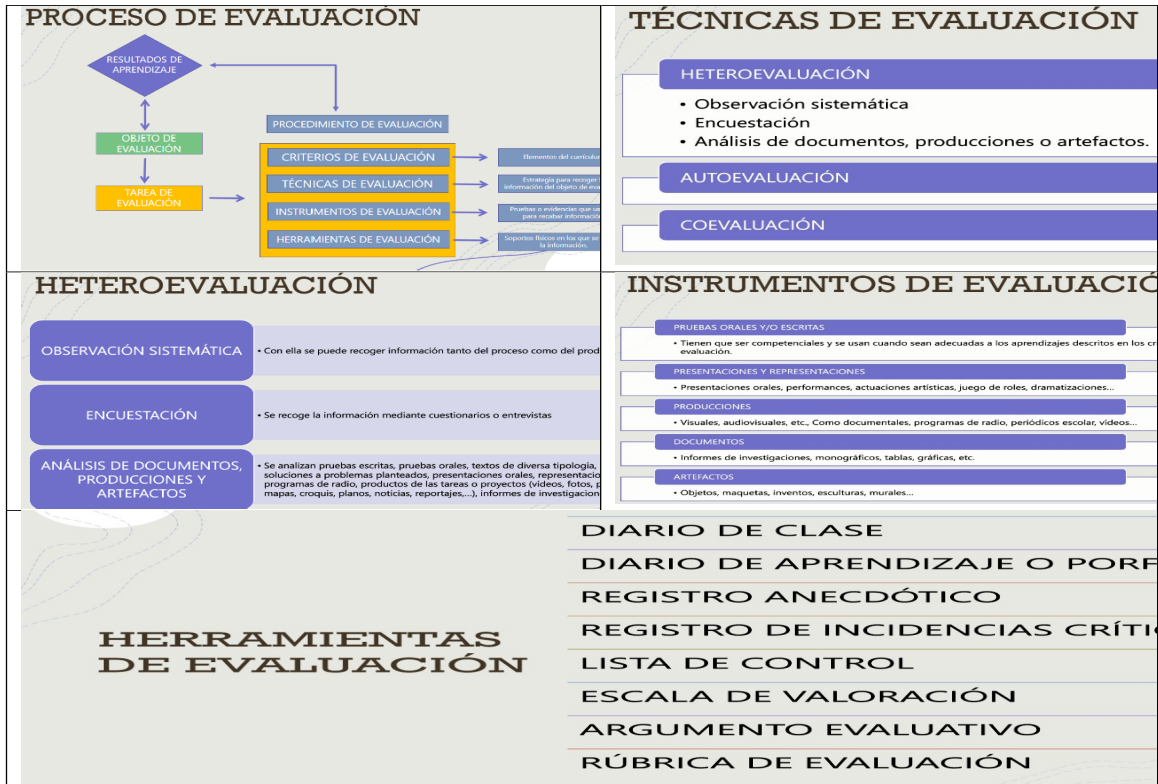 PROCESO DE EVALUACIÓN
RESULTADOS DE
APRENDIZAJE
OBJETO DE
EVALUACIÓN
TAREA DE
EVALUACIÓN
PROCEDIMIENTO DE EVALUACIÓN
CRITERIOS DE EVALUACIÓN
Elementos del currículu
TÉCNICAS DE EVALUACIÓN
Estrategia para recoger
información del objeto de eva
INSTRUMENTOS DE EVALUACIÓN
Pruebas o evidencias que us
para recabar informació
HERRAMIENTAS DE EVALUACIÓN
Soportes físicos en los que se
la información.
TÉCNICAS DE EVALUACIÓN
HETEROEVALUACIÓN
• Observación sistemática
• Encuestación
• Análisis de documentos, producciones o artefactos.
AUTOEVALUACIÓN
COEVALUACIÓN
HETEROEVALUACIÓN
OBSERVACIÓN SISTEMÁTICA
• Con ella se puede recoger información tanto del proceso como del prod
ENCUESTACIÓN
• Se recoge la información mediante cuestionarios o entrevistas
ANÁLISIS DE DOCUMENTOS,
PRODUCCIONES Y
ARTEFACTOS
• Se analizan pruebas escritas, pruebas orales, textos de diversa tipología,
soluciones a problemas planteados, presentaciones orales, representacio
programas de radio, productos de las tareas o proyectos (videos, fotos, p
mapas, croquis, planos, noticias, reportajes,...), informes de investigacion
INSTRUMENTOS DE EVALUACIÓ
PRUEBAS ORALES Y/O ESCRITAS
• Tienen que ser competenciales y se usan cuando sean adecuadas a los aprendizajes descritos en los cr
evaluación.
PRESENTACIONES Y REPRESENTACIONES
• Presentaciones orales, performances, actuaciones artísticas, juego de roles, dramatizaciones...
PRODUCCIONES
• Visuales, audiovisuales, etc., Como documentales, programas de radio, periódicos escolar, vídeos...
DOCUMENTOS
• Informes de investigaciones, monográficos, tablas, gráficas, etc.
ARTEFACTOS
• Objetos, maquetas, inventos, esculturas, murales...
HERRAMIENTAS
DE EVALUACIÓN
DIARIO DE CLASE
DIARIO DE APRENDIZAJE O PORF
REGISTRO ANECDÓTICO
REGISTRO DE INCIDENCIAS CRÍTI
LISTA DE CONTROL
ESCALA DE VALORACIÓN
ARGUMENTO EVALUATIVO
RÚBRICA DE EVALUACIÓN